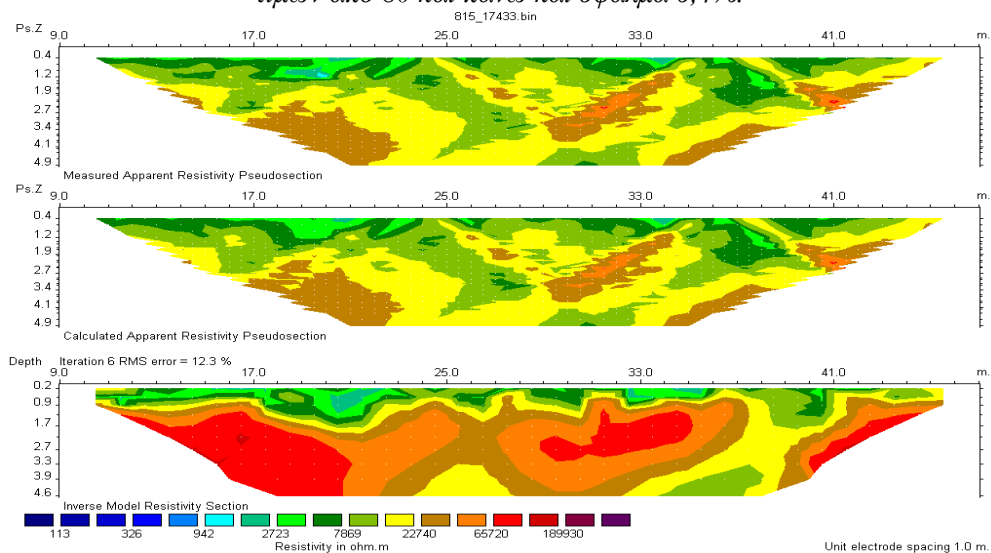 815_17433.bin
Ps.Z 9.0 17.0 25.0 33.0 41.0 m.
0.4
1.2
1.9
2.7
3.4
4.1
4.9
Measured Apparent Resistivity Pseudosection
Ps.Z 9.0 17.0 25.0 33.0 41.0 m.
0.4
1.2
1.9
2.7
3.4
4.1
4.9
Calculated Apparent Resistivity Pseudosection
Depth Iteration 6 RMS error = 12.3 %
9.0 17.0 25.0 33.0 41.0 m.
0.2
0.9
1.7
2.7
3.3
3.9
4.6
Inverse Model Resistivity Section
113 326 942 2723 7869 22740 65720 189930
Resistivity in ohm.m
Unit electrode spacing 1.0 m.